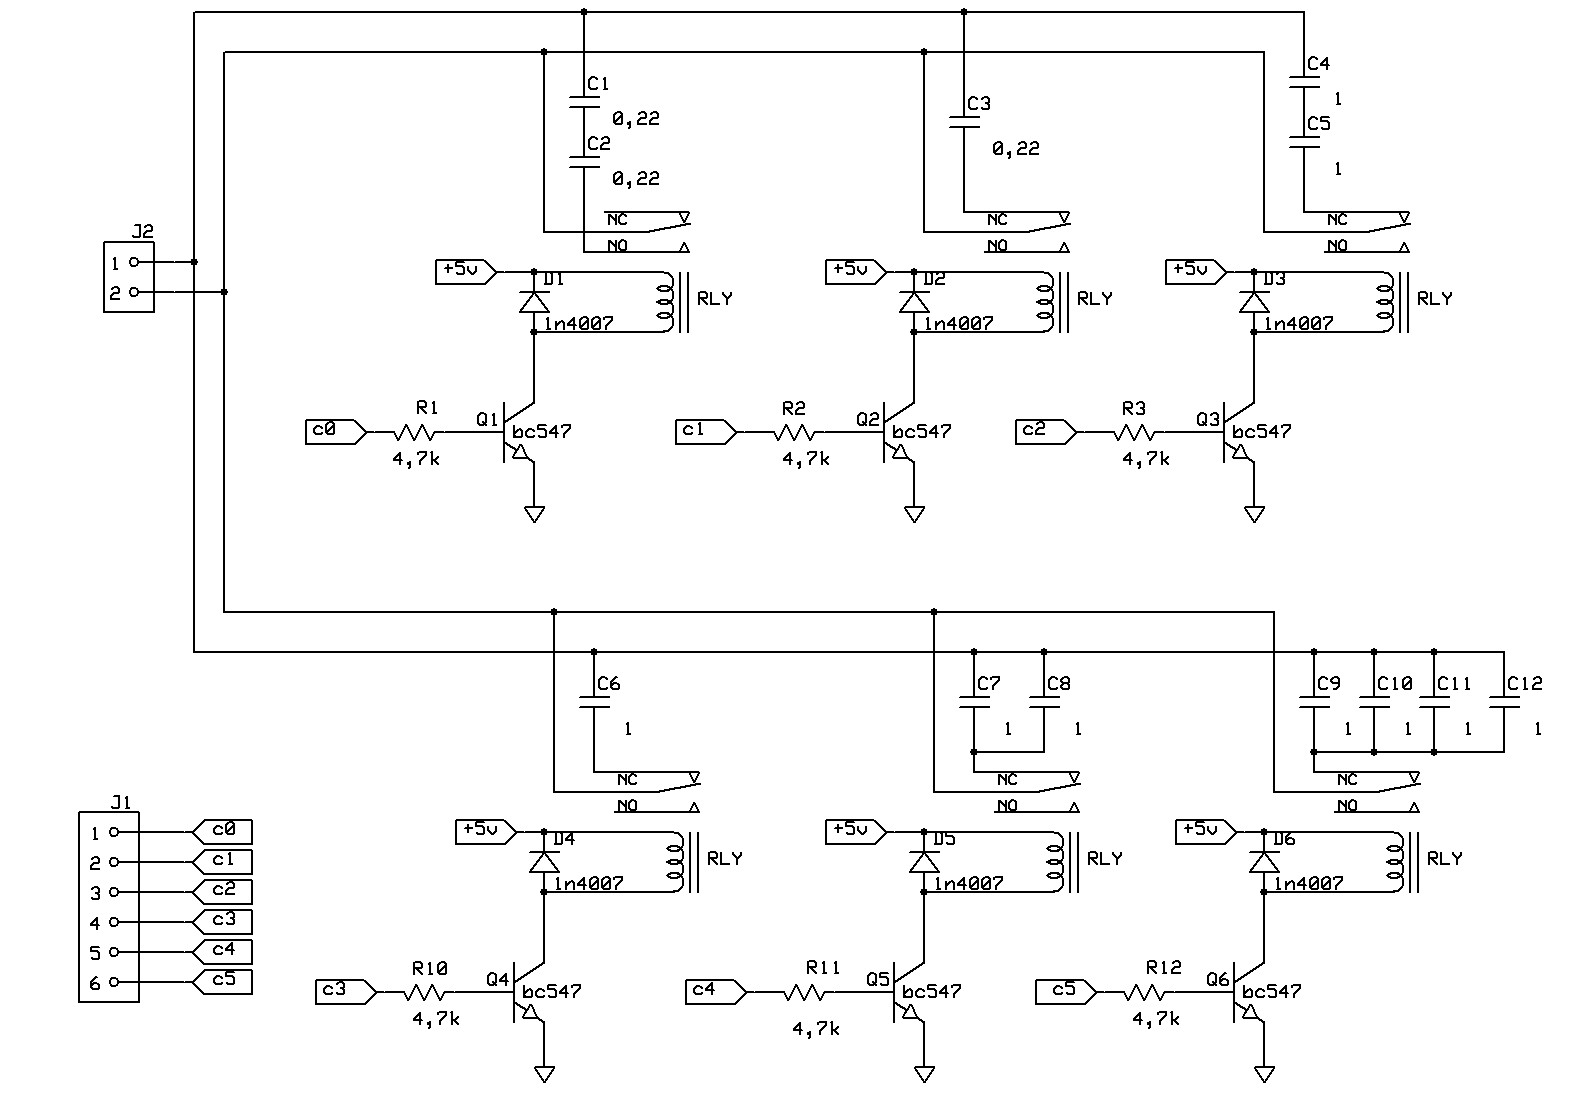 C1
0,22
C2
0,22
C3
0,22
C4
1
C5
1
J2
1
2
NC
NO
NC
NO
NC
NO
+5v
D1
1n4007
RLY
+5v
D2
1n4007
RLY
+5v
D3
1n4007
RLY
c0
R1
4,7k
Q1
bc547
c1
R2
4,7k
Q2
bc547
c2
R3
4,7k
Q3
bc547
C6
1
C7
1
C8
1
C9
1
C10
1
C11
1
C12
1
NC
NO
NC
NO
NC
NO
J1
1
c0
2
c1
3
c2
4
c3
5
c4
6
c5
+5v
D4
1n4007
RLY
+5v
D5
1n4007
RLY
+5v
D6
1n4007
RLY
c3
R10
4,7k
Q4
bc547
c4
R11
4,7k
Q5
bc547
c5
R12
4,7k
Q6
bc547